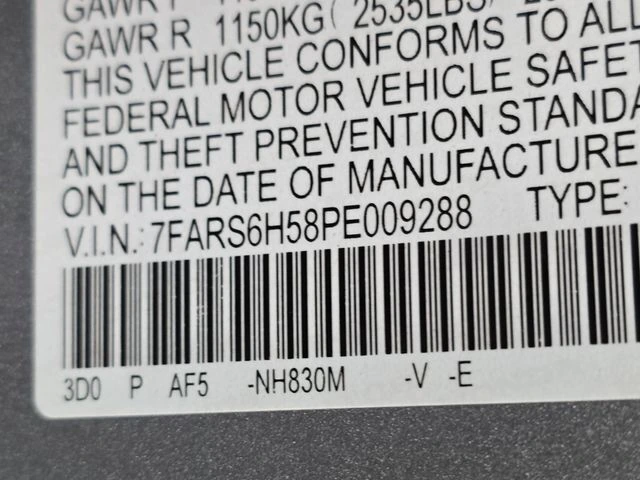 GAWR R 1150KG( 2535LBS)
THIS VEHICLE CONFORMS TO ALL
FEDERAL MOTOR VEHICLE SAFET
AND THEFT PREVENTION STANDA
ON THE DATE OF MANUFACTURE
V.I.N.: 7FARS6H58PE009288 TYPE:
3D0 P AF5 -NH830M -V -E